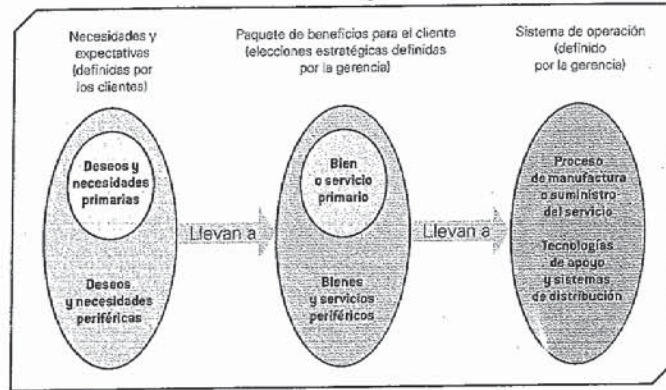 Necesidades y
expectativas
(definidas por
los clientes)
Paquete de beneficios para el cliente
(elecciones estratégicas definidas
por la gerencia)
Sistema de operación
(definido
por la gerencia)
Deseos y
necesidades
primarias
Deseos
y necesidades
periféricas
Llevan a
Bien
o servicio
primario
Bienes
y servicios
periféricos
Llevan a
Proceso
de manufactura
o suministro
del servicio
Tecnologías
de apoyo
y sistemas
de distribución